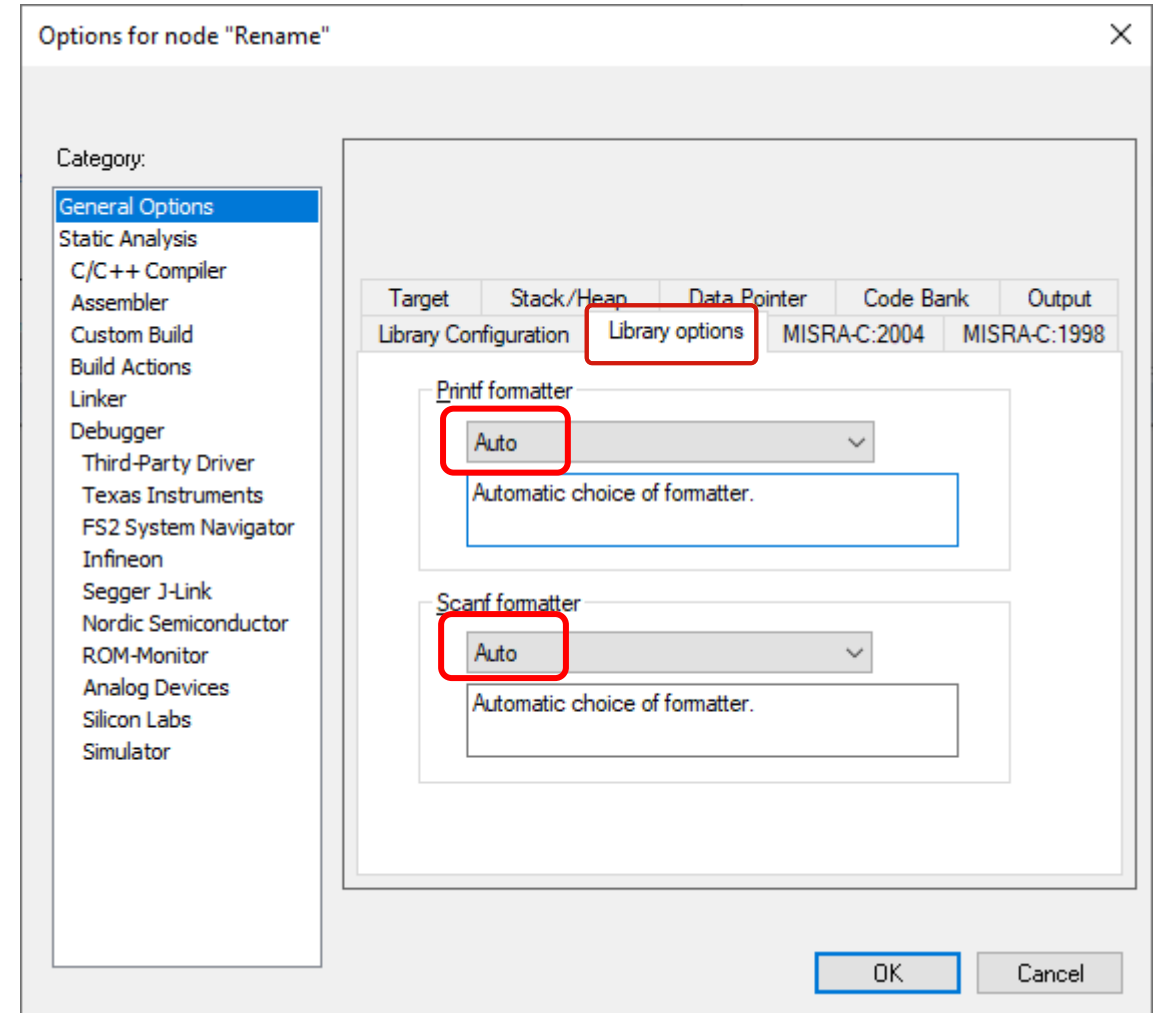 Options for node "Rename"
Category:
General Options
Static Analysis
C/C++ Compiler
Assembler
Custom Build
Build Actions
Linker
Debugger
Third-Party Driver
Texas Instruments
FS2 System Navigator
Infineon
Segger J-Link
Nordic Semiconductor
ROM-Monitor
Analog Devices
Silicon Labs
Simulator
Target Stack/Heap Data Pointer Code Bank Output
Library Configuration Library options MISRA-C:2004 MISRA-C:1998
Printf formatter
Auto
Automatic choice of formatter.
Scanf formatter
Auto
Automatic choice of formatter.
OK Cancel